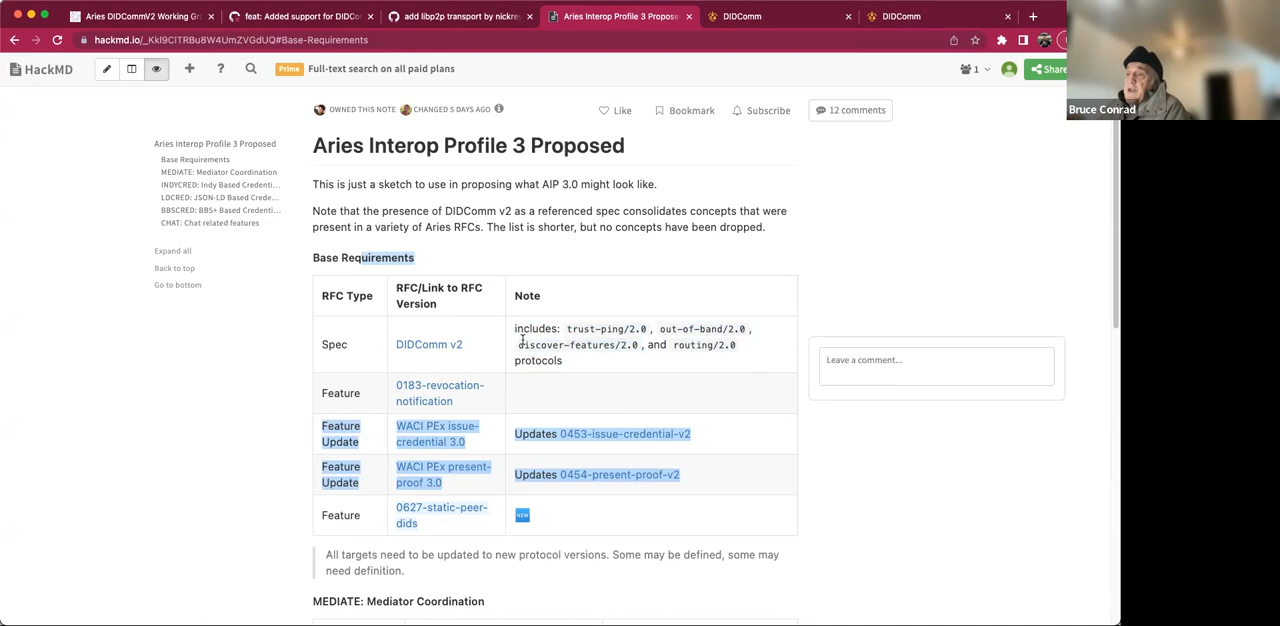 Aries DIDCommV2 Working Gr
feat: Added support for DIDCo
add libp2p transport by nickrey
Aries Interop Profile 3 Propose
DIDComm
DIDComm
hackmd.io/_KkI9ClTRBu8W4UmZVGdUQ#Base-Requirements
HackMD
Prime Full-text search on all paid plans
1
Share
Bruce Conrad
OWNED THIS NOTE
CHANGED 5 DAYS AGO
Like
Bookmark
Subscribe
12 comments
Aries Interop Profile 3 Proposed
Base Requirements
MEDIATE: Mediator Coordination
INDYCRED: Indy Based Credenti...
LDCRED: JSON-LD Based Crede...
BBSCRED: BBS+ Based Credenti...
CHAT: Chat related features
Expand all
Back to top
Go to bottom
Aries Interop Profile 3 Proposed
This is just a sketch to use in proposing what AIP 3.0 might look like.
Note that the presence of DIDComm v2 as a referenced spec consolidates concepts that were
present in a variety of Aries RFCs. The list is shorter, but no concepts have been dropped.
Base Requirements
RFC Type
RFC/Link to RFC
Version
Note
Spec
DIDComm v2
includes: trust-ping/2.0 , out-of-band/2.0 ,
discover-features/2.0 , and routing/2.0
protocols
Feature
0183-revocation-
notification
Feature
Update
WACI PEx issue-
credential 3.0
Updates 0453-issue-credential-v2
Feature
Update
WACI PEx present-
proof 3.0
Updates 0454-present-proof-v2
Feature
0627-static-peer-
dids
NEW
Leave a comment...
All targets need to be updated to new protocol versions. Some may be defined, some may
need definition.
MEDIATE: Mediator Coordination